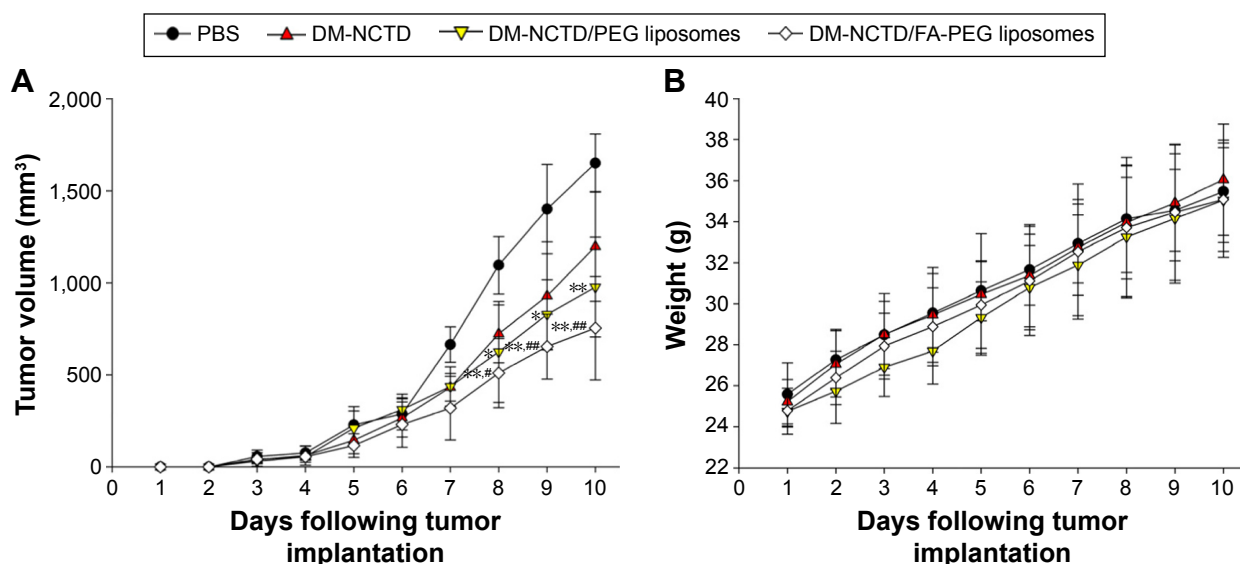 PBS DM-NCTD DM-NCTD/PEG liposomes DM-NCTD/FA-PEG liposomes
A
2,000
1,500
1,000
500
0
Tumor volume (mm³)
**
*
**,##
*
**,##
**,#
0 1 2 3 4 5 6 7 8 9 10
Days following tumor
implantation
B
40
38
36
34
32
30
28
26
24
22
Weight (g)
0 1 2 3 4 5 6 7 8 9 10
Days following tumor
implantation